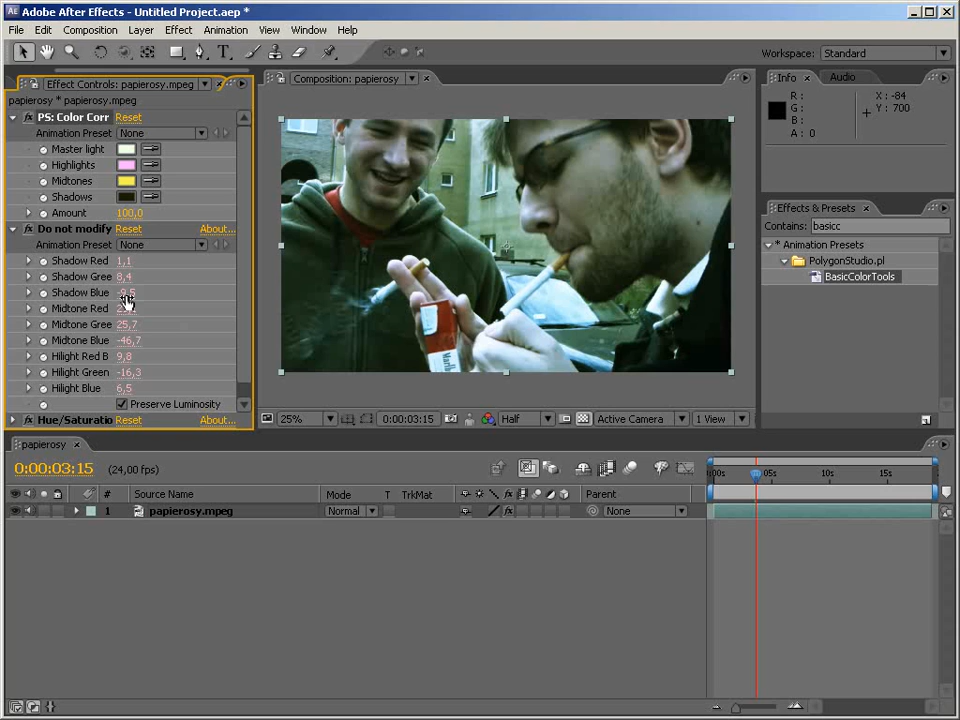 Adobe After Effects - Untitled Project.aep *
File Edit Composition Layer Effect Animation View Window Help
Workspace: Standard
Effect Controls: papierosy.mpeg
papierosy * papierosy.mpeg
PS: Color Corr Reset
Animation Preset None
Master light
Highlights
Midtones
Shadows
Amount 100,0
Do not modify Reset About...
Animation Preset None
Shadow Red 1,1
Shadow Gree 8,4
Shadow Blue -9,5
Midtone Red
Midtone Gree 25,7
Midtone Blue -46,7
Hilight Red B 9,8
Hilight Green -16,3
Hilight Blue 6,5
Preserve Luminosity
Hue/Saturatio Reset About...
Composition: papierosy
25% 0:00:03:15 Half Active Camera 1 View
Info Audio
R: X: -84
G: Y: 700
B:
A: 0
Effects & Presets
Contains: basicc
* Animation Presets
PolygonStudio.pl
BasicColorTools
papierosy
0:00:03:15 (24,00 fps)
00s 05s 10s 15s
# Source Name Mode T TrkMat Parent
1 papierosy.mpeg Normal None